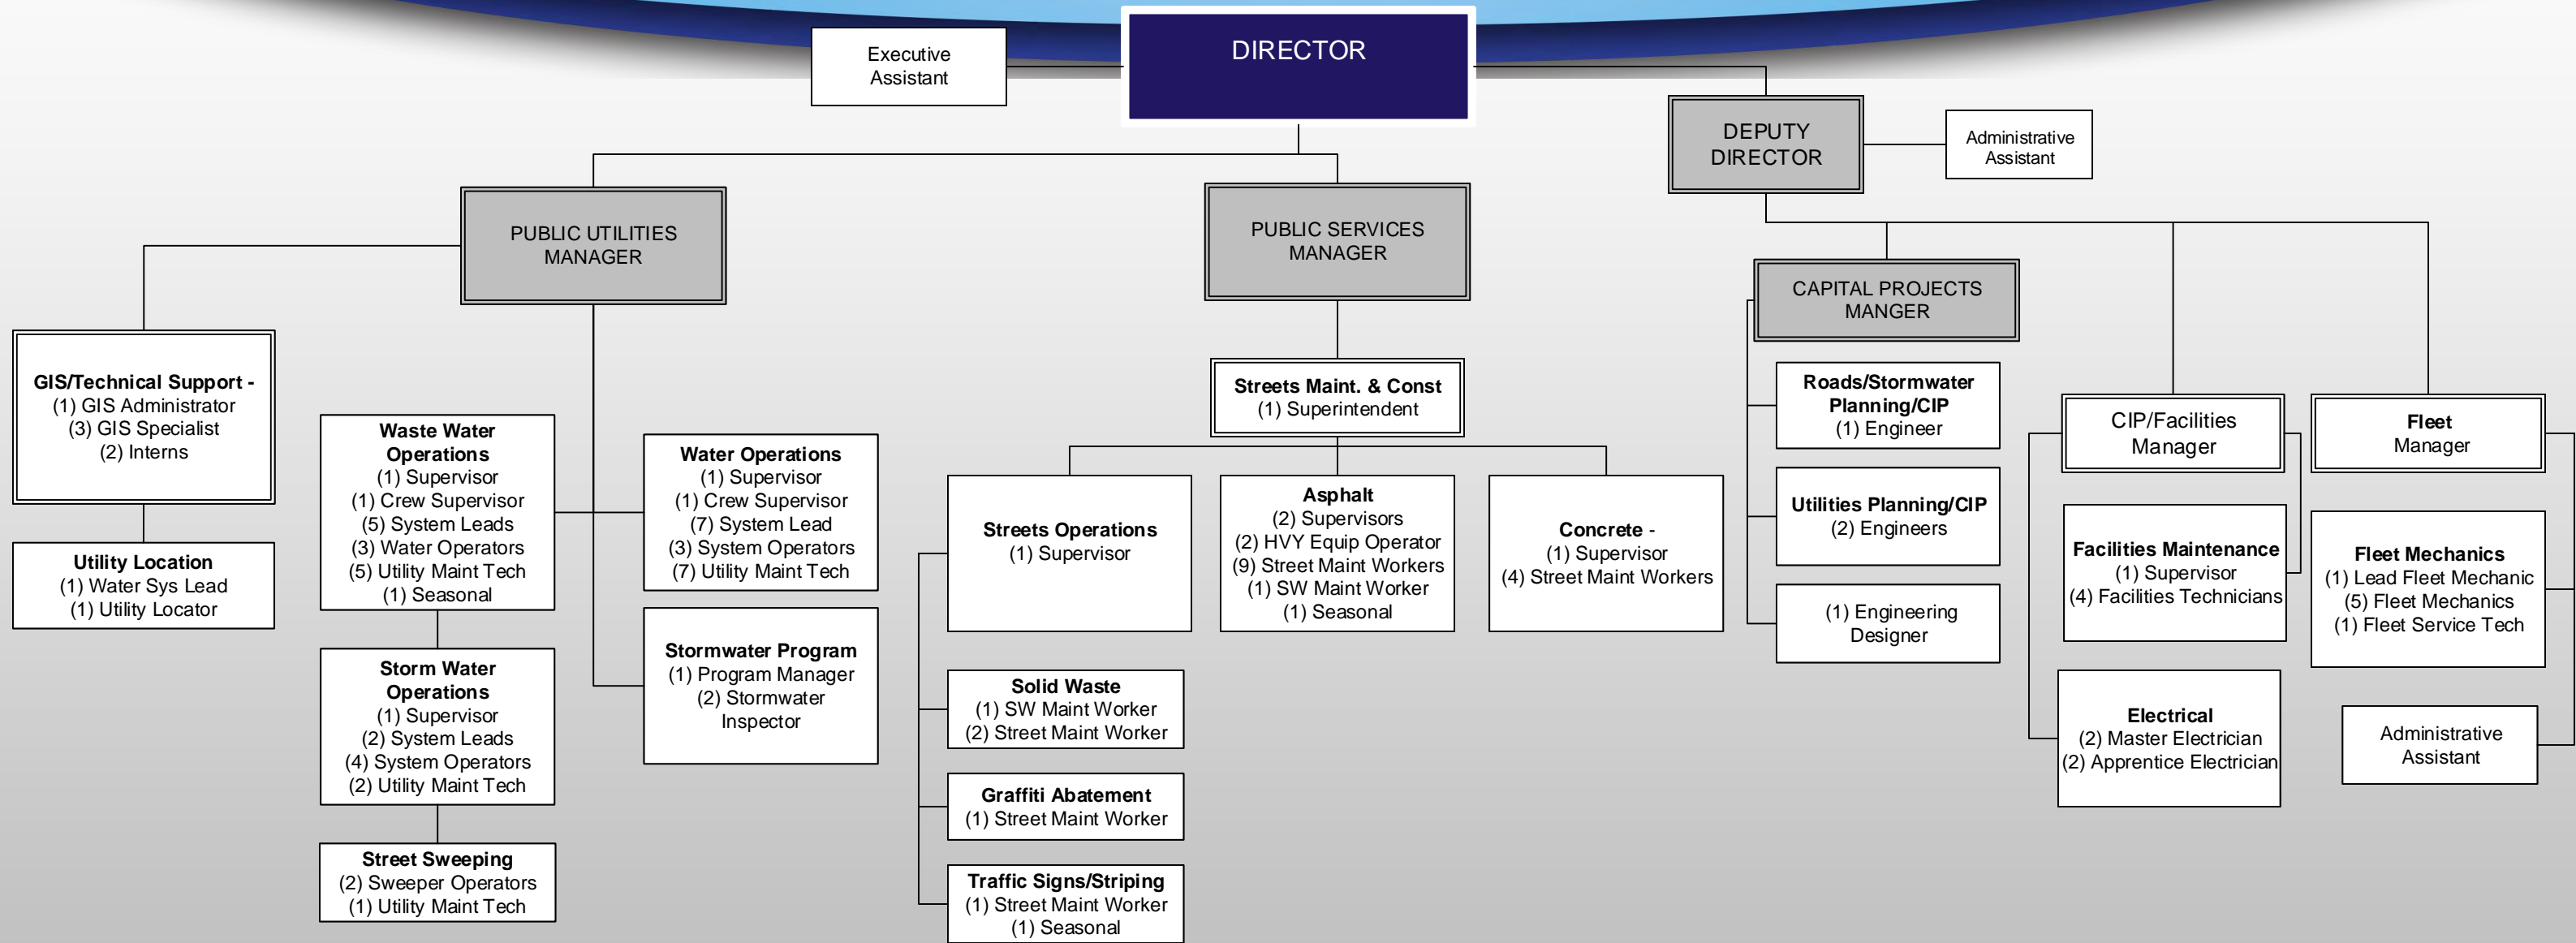 DIRECTOR
Executive
Assistant
DEPUTY
DIRECTOR
Administrative
Assistant
PUBLIC UTILITIES
MANAGER
PUBLIC SERVICES
MANAGER
CAPITAL PROJECTS
MANGER
GIS/Technical Support -
(1) GIS Administrator
(3) GIS Specialist
(2) Interns
Utility Location
(1) Water Sys Lead
(1) Utility Locator
Waste Water
Operations
(1) Supervisor
(1) Crew Supervisor
(5) System Leads
(3) Water Operators
(5) Utility Maint Tech
(1) Seasonal
Storm Water
Operations
(1) Supervisor
(2) System Leads
(4) System Operators
(2) Utility Maint Tech
Street Sweeping
(2) Sweeper Operators
(1) Utility Maint Tech
Water Operations
(1) Supervisor
(1) Crew Supervisor
(7) System Lead
(3) System Operators
(7) Utility Maint Tech
Stormwater Program
(1) Program Manager
(2) Stormwater
Inspector
Streets Maint. & Const
(1) Superintendent
Streets Operations
(1) Supervisor
Solid Waste
(1) SW Maint Worker
(2) Street Maint Worker
Graffiti Abatement
(1) Street Maint Worker
Traffic Signs/Striping
(1) Street Maint Worker
(1) Seasonal
Asphalt
(2) Supervisors
(2) HVY Equip Operator
(9) Street Maint Workers
(1) SW Maint Worker
(1) Seasonal
Concrete -
(1) Supervisor
(4) Street Maint Workers
Roads/Stormwater
Planning/CIP
(1) Engineer
Utilities Planning/CIP
(2) Engineers
(1) Engineering
Designer
CIP/Facilities
Manager
Facilities Maintenance
(1) Supervisor
(4) Facilities Technicians
Electrical
(2) Master Electrician
(2) Apprentice Electrician
Fleet
Manager
Fleet Mechanics
(1) Lead Fleet Mechanic
(5) Fleet Mechanics
(1) Fleet Service Tech
Administrative
Assistant